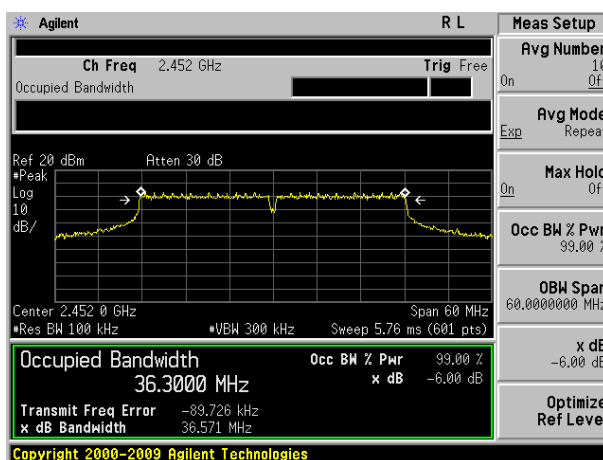 Agilent R L Meas Setup
Ch Freq 2.452 GHz Trig Free
Occupied Bandwidth
Avg Number
10
On Off
Avg Mode
Exp Repeat
Max Hold
On Off
Occ BW % Pwr
99.00 %
OBW Span
60.0000000 MHz
x dB
-6.00 dB
Optimize
Ref Level
Ref 20 dBm Atten 30 dB
#Peak
Log
10
dB/
Center 2.452 0 GHz Span 60 MHz
#Res BW 100 kHz #VBW 300 kHz Sweep 5.76 ms (601 pts)
Occupied Bandwidth Occ BW % Pwr 99.00 %
36.3000 MHz x dB -6.00 dB
Transmit Freq Error -89.726 kHz
x dB Bandwidth 36.571 MHz
Copyright 2000-2009 Agilent Technologies